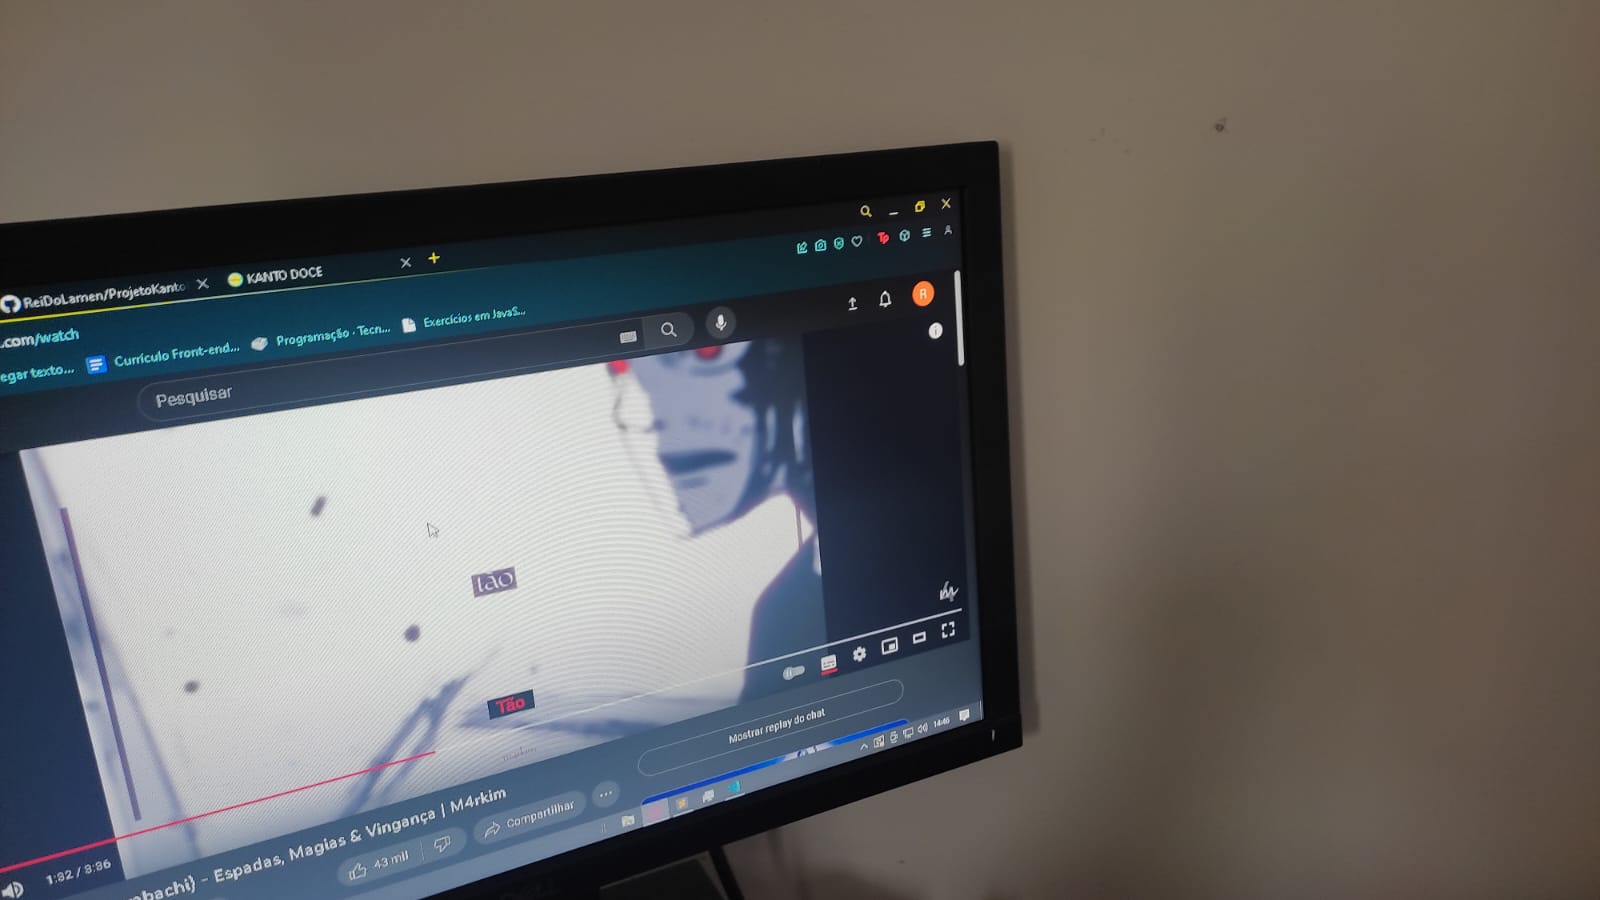 ReiDoLamen/ProjetoKanto
KANTO DOCE
.com/watch
egar texto...
Currículo Front-end...
Programação · Tecn...
Exercícios em JavaS...
Pesquisar
R
tão
Tão
1:32 / 3:36
Mostrar replay do chat
14:46
bachi) - Espadas, Magias & Vingança | M4rkim
43 mil
Compartilhar